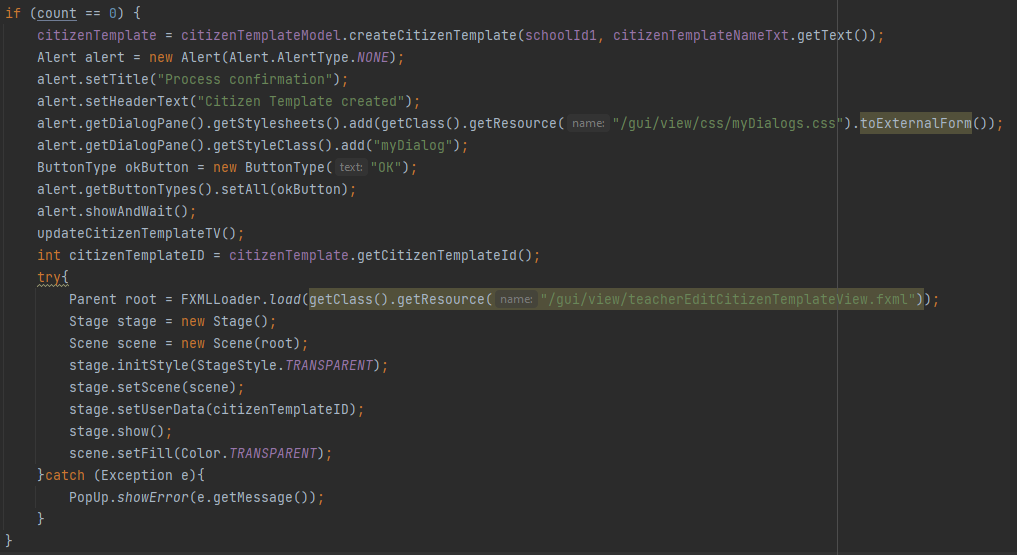 if (count == 0) {
    citizenTemplate = citizenTemplateModel.createCitizenTemplate(schoolId1, citizenTemplateNameTxt.getText());
    Alert alert = new Alert(Alert.AlertType.NONE);
    alert.setTitle("Process confirmation");
    alert.setHeaderText("Citizen Template created");
    alert.getDialogPane().getStylesheets().add(getClass().getResource( name: "/gui/view/css/myDialogs.css").toExternalForm());
    alert.getDialogPane().getStyleClass().add("myDialog");
    ButtonType okButton = new ButtonType( text: "OK");
    alert.getButtonTypes().setAll(okButton);
    alert.showAndWait();
    updateCitizenTemplateTV();
    int citizenTemplateID = citizenTemplate.getCitizenTemplateId();
    try{
        Parent root = FXMLLoader.load(getClass().getResource( name: "/gui/view/teacherEditCitizenTemplateView.fxml"));
        Stage stage = new Stage();
        Scene scene = new Scene(root);
        stage.initStyle(StageStyle.TRANSPARENT);
        stage.setScene(scene);
        stage.setUserData(citizenTemplateID);
        stage.show();
        scene.setFill(Color.TRANSPARENT);
    }catch (Exception e){
        PopUp.showError(e.getMessage());
    }
}